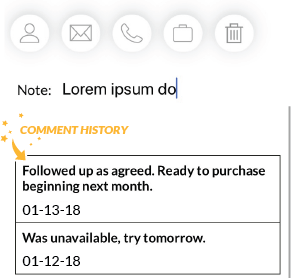 Note: Lorem ipsum do
COMMENT HISTORY
Followed up as agreed. Ready to purchase
beginning next month.
01-13-18
Was unavailable, try tomorrow.
01-12-18